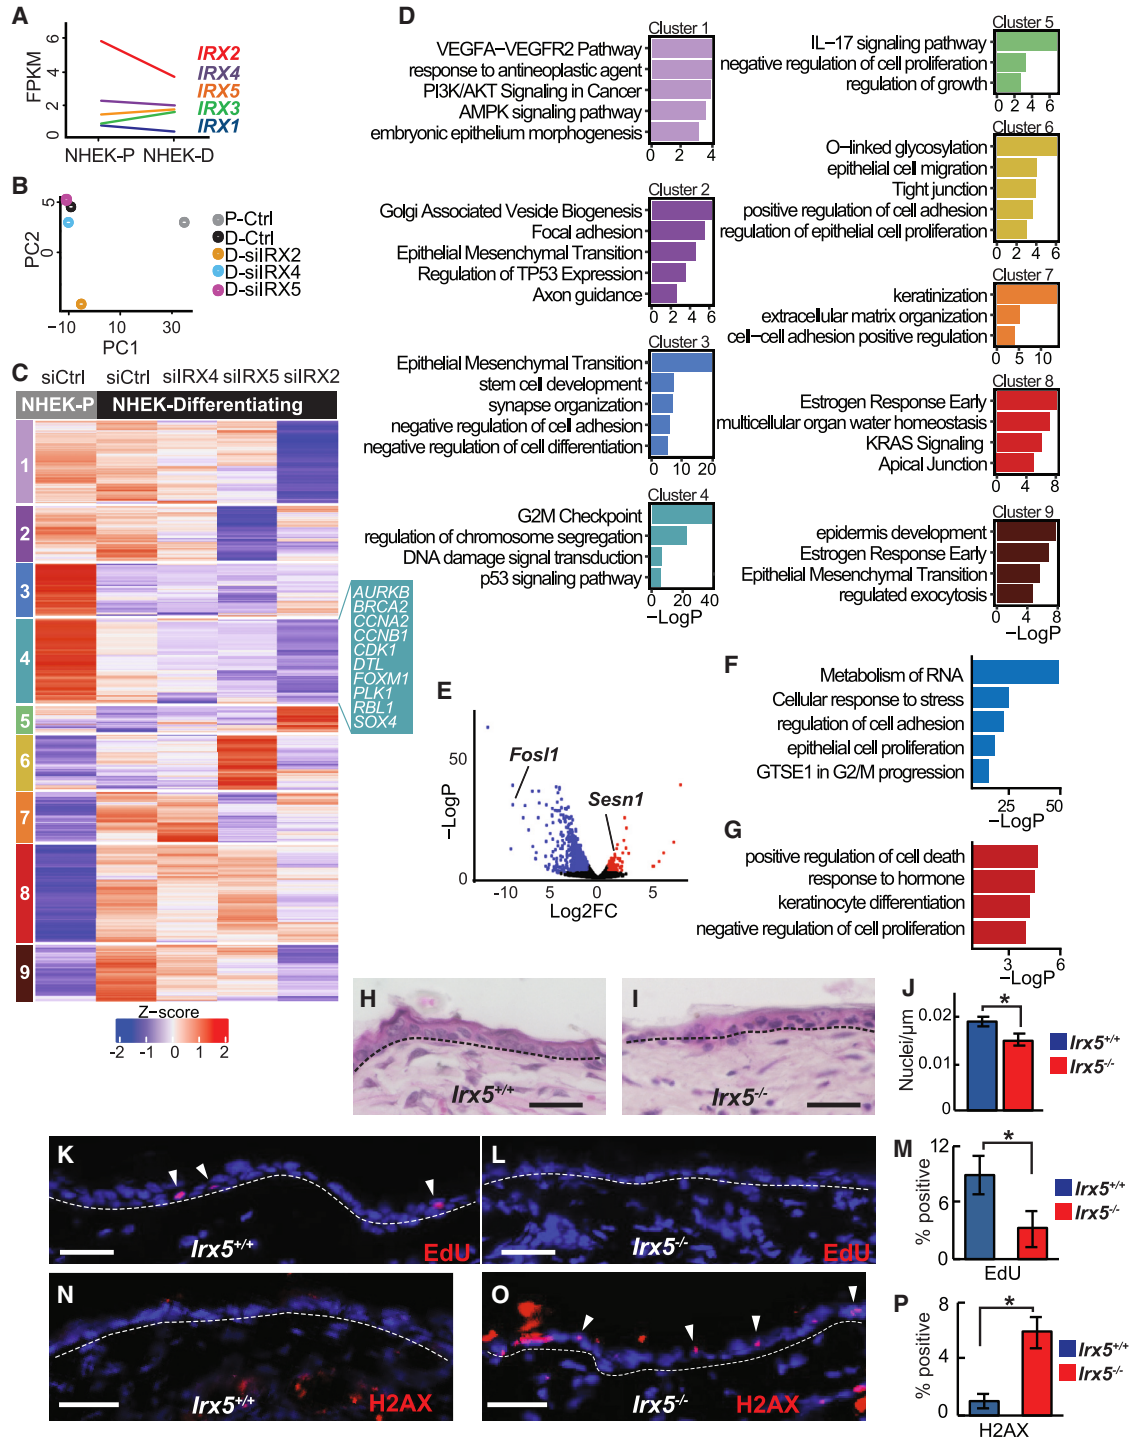 A
FPKM
6
4
2
0
NHEK-P NHEK-D
IRX2
IRX4
IRX5
IRX3
IRX1
B
PC2
5
0
−10 10 30
PC1
P-Ctrl
D-Ctrl
D-siIRX2
D-siIRX4
D-siIRX5
C
siCtrl siCtrl siIRX4 siIRX5 siIRX2
NHEK-P NHEK-Differentiating
1
2
3
4
5
6
7
8
9
AURKB
BRCA2
CCNA2
CCNB1
CDK1
DTL
FOXM1
PLK1
RBL1
SOX4
Z−score
-2 -1 0 1 2
D
Cluster 1
VEGFA−VEGFR2 Pathway
response to antineoplastic agent
PI3K/AKT Signaling in Cancer
AMPK signaling pathway
embryonic epithelium morphogenesis
0 2 4
Cluster 2
Golgi Associated Vesicle Biogenesis
Focal adhesion
Epithelial Mesenchymal Transition
Regulation of TP53 Expression
Axon guidance
0 2 4 6
Cluster 3
Epithelial Mesenchymal Transition
stem cell development
synapse organization
negative regulation of cell adhesion
negative regulation of cell differentiation
0 10 20
Cluster 4
G2M Checkpoint
regulation of chromosome segregation
DNA damage signal transduction
p53 signaling pathway
0 20 40
−LogP
Cluster 5
IL−17 signaling pathway
negative regulation of cell proliferation
regulation of growth
0 2 4 6
Cluster 6
O-linked glycosylation
epithelial cell migration
Tight junction
positive regulation of cell adhesion
regulation of epithelial cell proliferation
0 2 4 6
Cluster 7
keratinization
extracellular matrix organization
cell−cell adhesion positive regulation
0 5 10
Cluster 8
Estrogen Response Early
multicellular organ water homeostasis
KRAS Signaling
Apical Junction
0 4 8
Cluster 9
epidermis development
Estrogen Response Early
Epithelial Mesenchymal Transition
regulated exocytosis
0 4 8
−LogP
E
−LogP
50
0
Fosl1
Sesn1
-10 5 0 5
Log2FC
F
Metabolism of RNA
Cellular response to stress
regulation of cell adhesion
epithelial cell proliferation
GTSE1 in G2/M progression
25 50
−LogP
G
positive regulation of cell death
response to hormone
keratinocyte differentiation
negative regulation of cell proliferation
3 6
−LogP
H
Irx5+/+
I
Irx5-/-
J
Nuclei/µm
0.02
0.01
0
*
Irx5+/+
Irx5-/-
K
Irx5+/+
EdU
L
Irx5-/-
EdU
M
% positive
12
6
0
*
EdU
Irx5+/+
Irx5-/-
N
Irx5+/+
H2AX
O
Irx5-/-
H2AX
P
% positive
8
4
0
*
H2AX
Irx5+/+
Irx5-/-